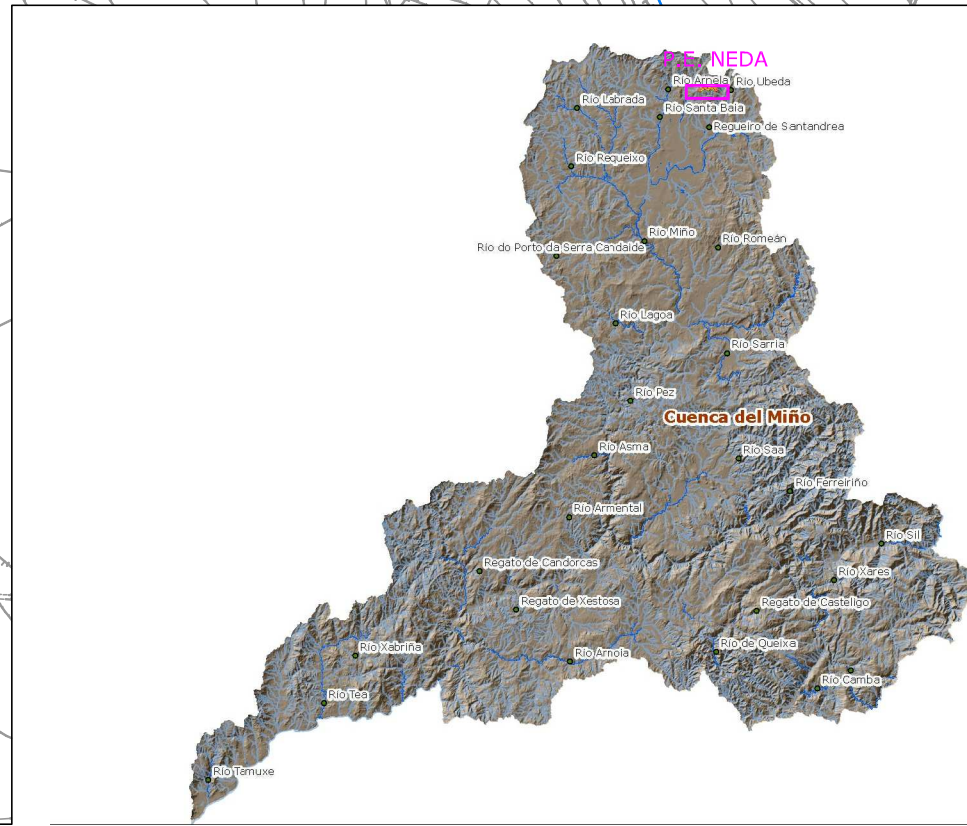 P.E. NEDA
Río Arnela
Río Ubeda
Río Labrada
Río Santa Baia
Regueiro de Santandrea
Río Requeixo
Río Miño
Río Romeán
Río do Porto da Serra Candaide
Río Lagoa
Río Sarria
Río Pez
Cuenca del Miño
Río Asma
Río Saa
Río Ferreiriño
Río Armental
Río Sil
Regato de Candorcas
Río Xares
Regato de Xestosa
Regato de Casteligo
Río de Queixa
Río Xabriña
Río Arnoia
Río Camba
Río Tea
Río Tamuxe